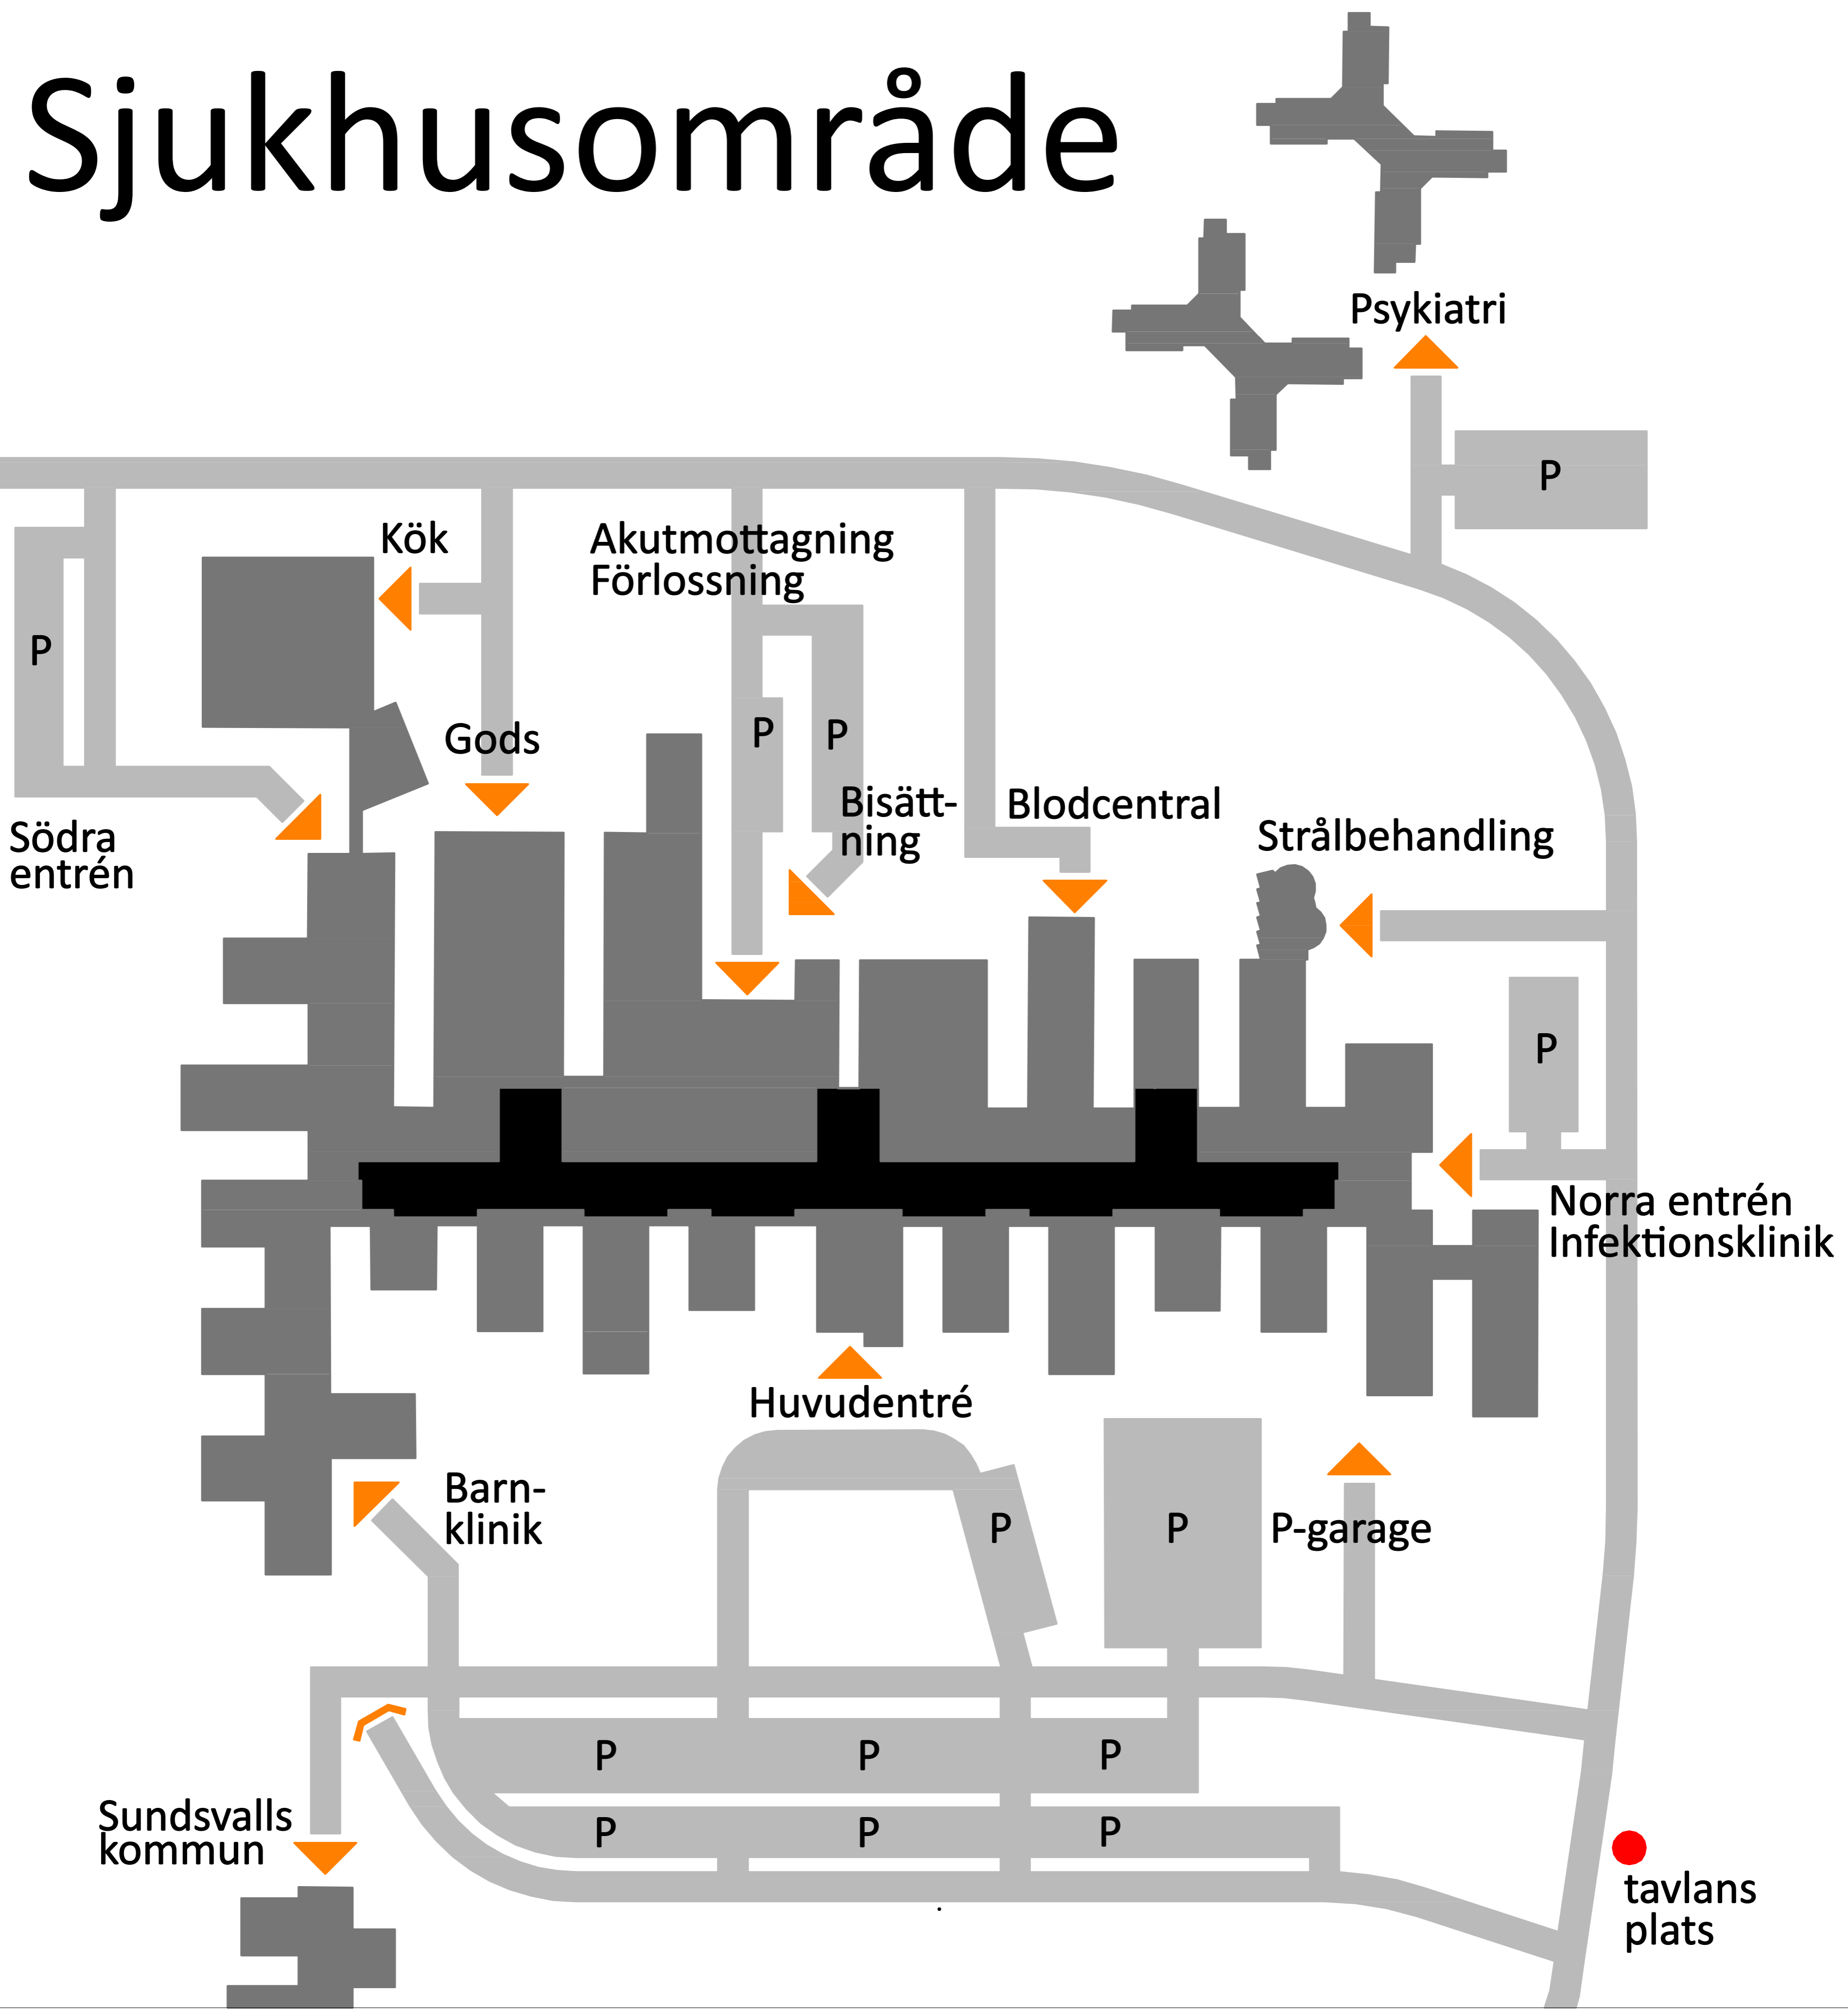 Sjukhusområde
Psykiatri
P
Kök
Akutmottagning
Förlossning
P
Gods
P
P
Bisätt-
ning
Blodcentral
Strålbehandling
Södra
entrén
P
Norra entrén
Infektionsklinik
Huvudentré
Barn-
klinik
P
P
P-garage
P
P
P
P
P
P
Sundsvalls
kommun
tavlans
plats